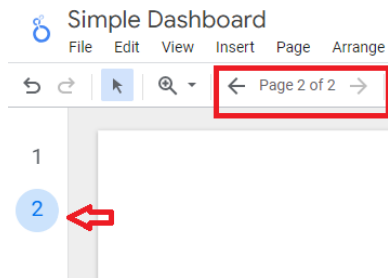 Simple Dashboard
File Edit View Insert Page Arrange
Page 2 of 2
1
2